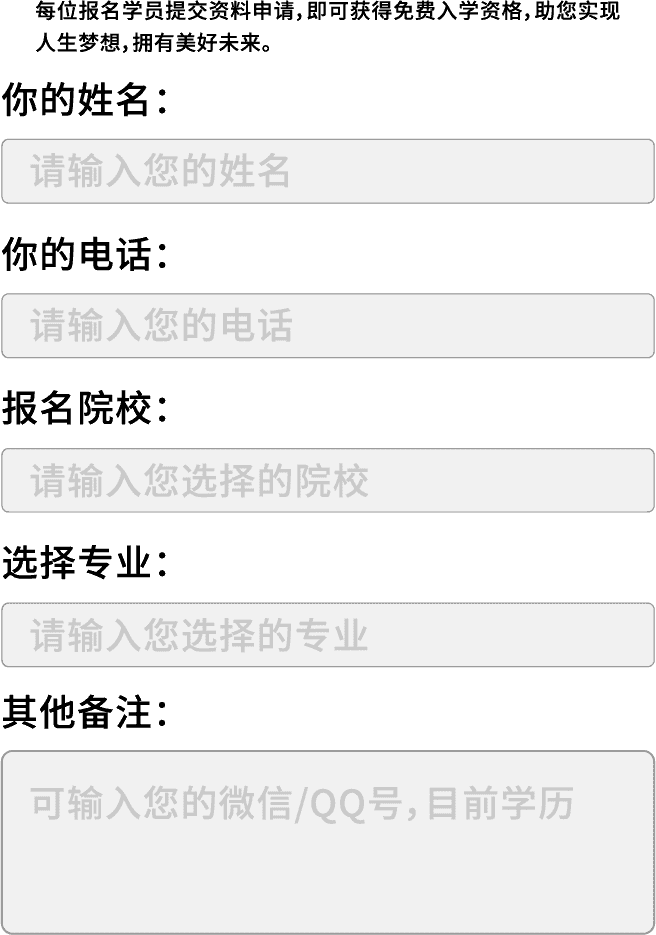 每位报名学员提交资料申请，即可获得免费入学资格，助您实现
人生梦想，拥有美好未来。
你的姓名：
请输入您的姓名
你的电话：
请输入您的电话
报名院校：
请输入您选择的院校
选择专业：
请输入您选择的专业
其他备注：
可输入您的微信/QQ号，目前学历